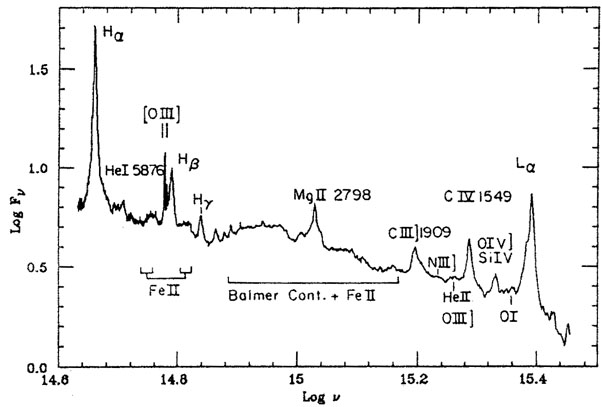 Hα
[OIII]
HeI 5876
Hβ
Hγ
MgII 2798
CIII]1909
NIII]
CIV 1549
OIV]
SiIV
Lα
HeII
OIII]
OI
FeII
Balmer Cont. + FeII
1.5
1.0
0.5
0.0
Log Fν
14.6
14.8
15
15.2
15.4
Log ν